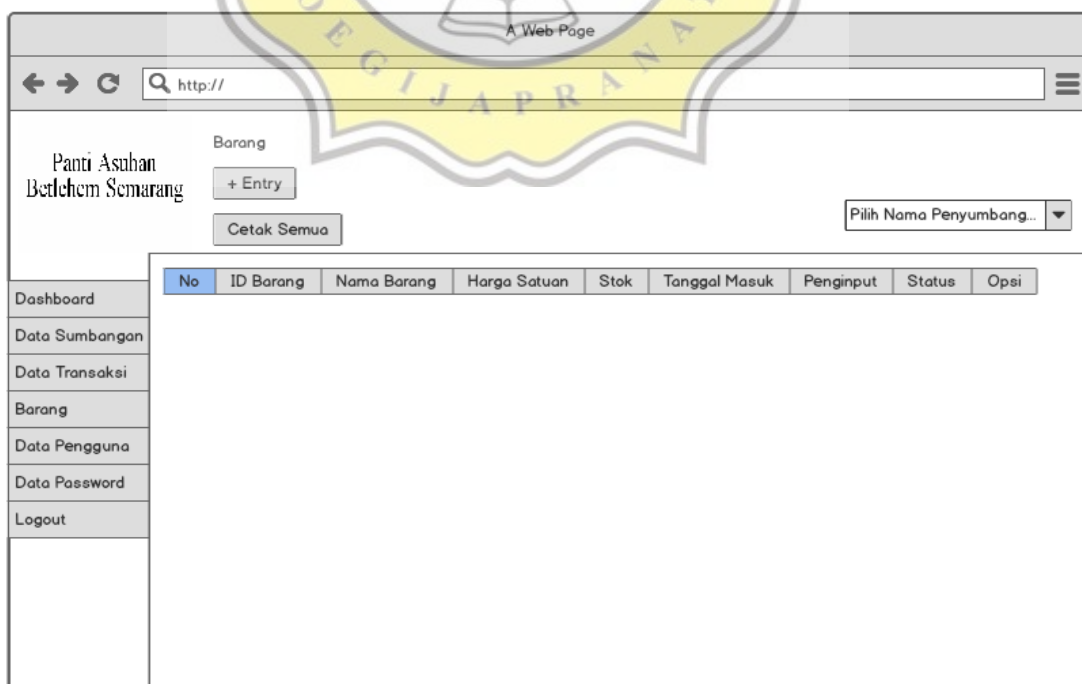 A Web Page
http://
Panti Asuhan
Betlehem Semarang
Barang
+ Entry
Cetak Semua
Pilih Nama Penyumbang...
No ID Barang Nama Barang Harga Satuan Stok Tanggal Masuk Penginput Status Opsi
Dashboard
Data Sumbangan
Data Transaksi
Barang
Data Pengguna
Data Password
Logout